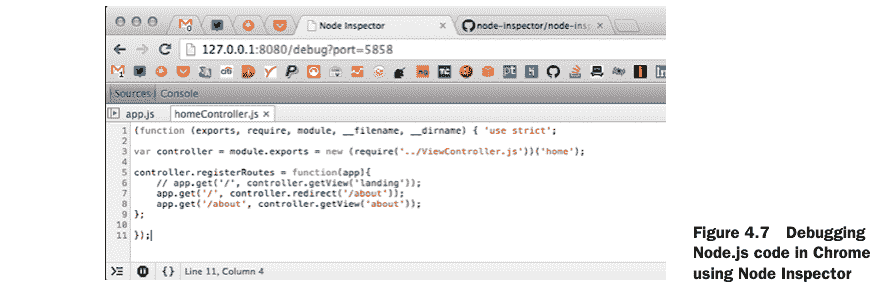 Node Inspector
node-inspector/node-insp
127.0.0.1:8080/debug?port=5858
Sources Console
app.js homeController.js
1 (function (exports, require, module, __filename, __dirname) { 'use strict';
2
3 var controller = module.exports = new (require('../ViewController.js'))('home');
4
5 controller.registerRoutes = function(app){
6 // app.get('/', controller.getView('landing'));
7 app.get('/', controller.redirect('/about'));
8 app.get('/about', controller.getView('about'));
9 };
10
11 });
{ } Line 11, Column 4
Figure 4.7 Debugging
Node.js code in Chrome
using Node Inspector